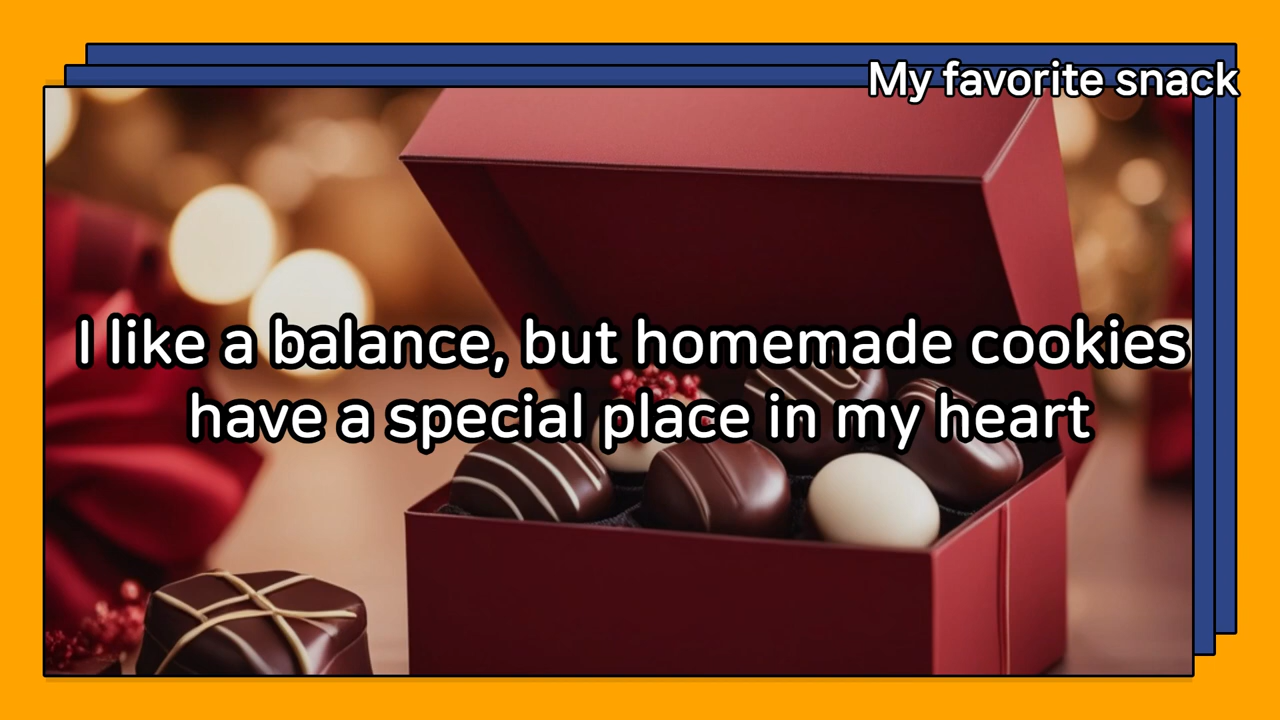 My favorite snack
I like a balance, but homemade cookies
have a special place in my heart